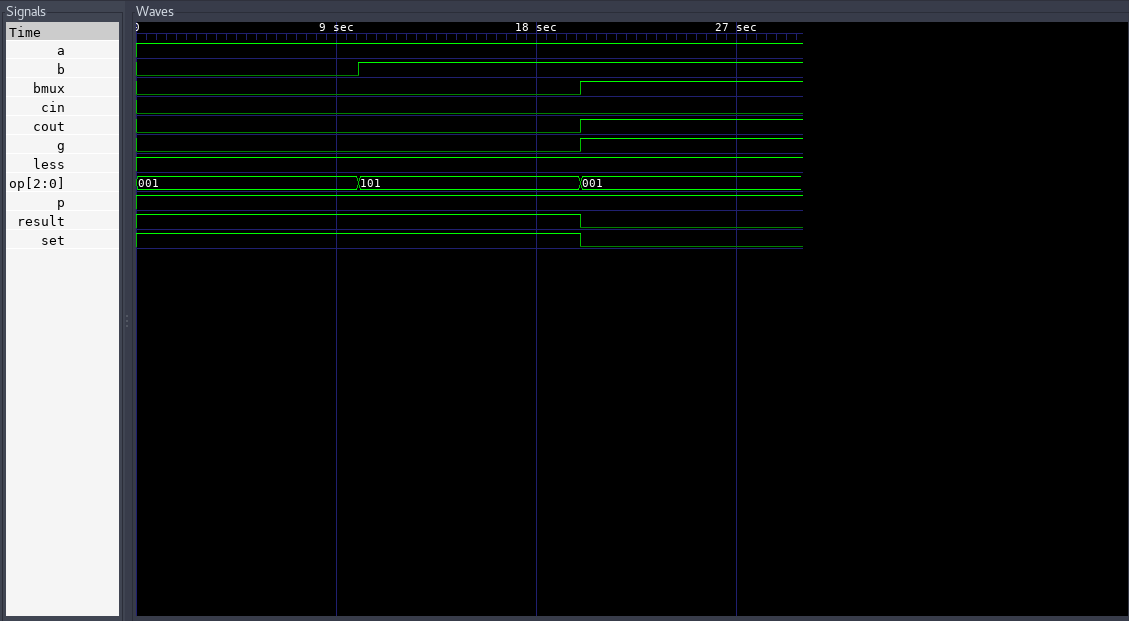 Signals
Waves
Time
0 9 sec 18 sec 27 sec
a
b
bmux
cin
cout
g
less
op[2:0] 001 101 001
p
result
set